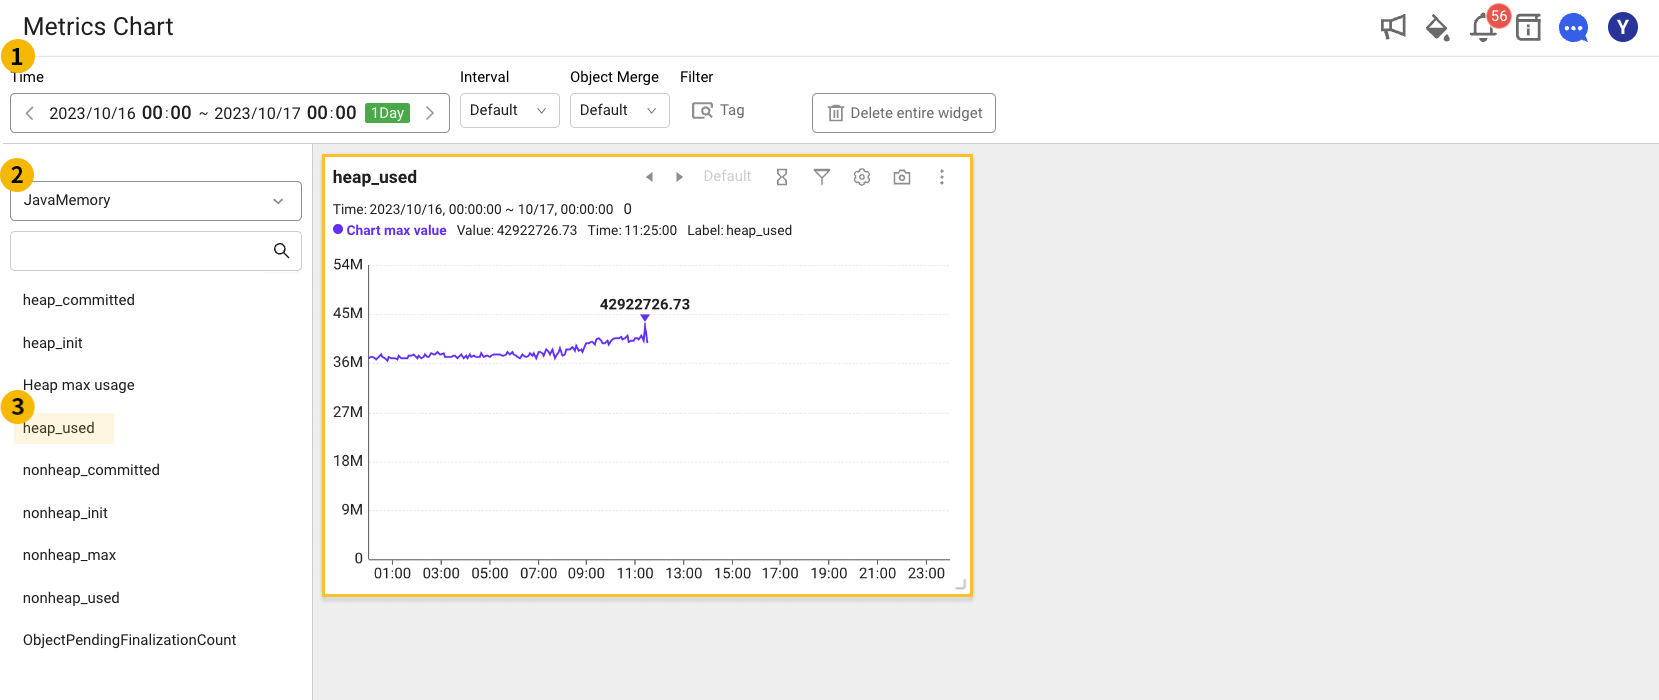 Metrics Chart
56
Y
1
Time
Interval
Object Merge
Filter
2023/10/16 00:00 ~ 2023/10/17 00:00 1Day
Default
Default
Tag
Delete entire widget
2
JavaMemory
heap_committed
heap_init
Heap max usage
3
heap_used
nonheap_committed
nonheap_init
nonheap_max
nonheap_used
ObjectPendingFinalizationCount
heap_used
Default
Time: 2023/10/16, 00:00:00 ~ 10/17, 00:00:00 0
Chart max value Value: 42922726.73 Time: 11:25:00 Label: heap_used
54M
42922726.73
45M
36M
27M
18M
9M
0
01:00 03:00 05:00 07:00 09:00 11:00 13:00 15:00 17:00 19:00 21:00 23:00